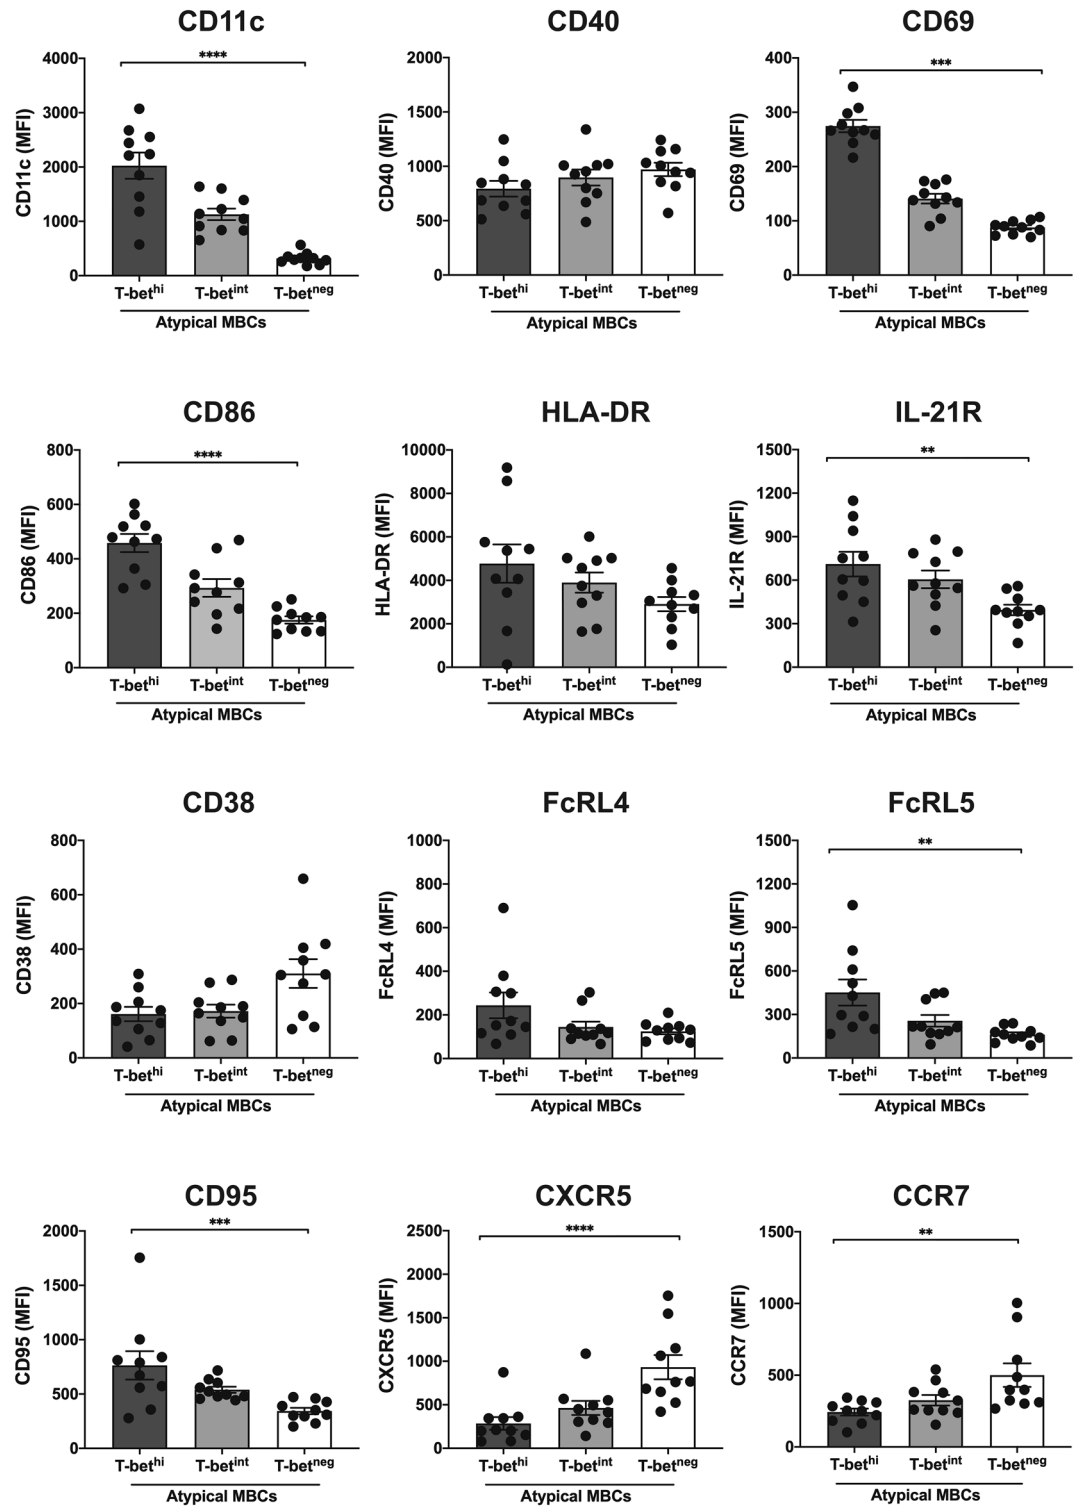 CD11c
CD40
CD69
4000
3000
2000
1000
0
CD11c (MFI)
****
T-bethi
T-betint
T-betneg
Atypical MBCs
2000
1500
1000
500
0
CD40 (MFI)
T-bethi
T-betint
T-betneg
Atypical MBCs
400
300
200
100
0
CD69 (MFI)
***
T-bethi
T-betint
T-betneg
Atypical MBCs
CD86
HLA-DR
IL-21R
800
600
400
200
0
CD86 (MFI)
****
T-bethi
T-betint
T-betneg
Atypical MBCs
10000
8000
6000
4000
2000
0
HLA-DR (MFI)
T-bethi
T-betint
T-betneg
Atypical MBCs
1500
1200
900
600
300
0
IL-21R (MFI)
**
T-bethi
T-betint
T-betneg
Atypical MBCs
CD38
FcRL4
FcRL5
800
600
400
200
0
CD38 (MFI)
T-bethi
T-betint
T-betneg
Atypical MBCs
1000
800
600
400
200
0
FcRL4 (MFI)
T-bethi
T-betint
T-betneg
Atypical MBCs
1500
1200
900
600
300
0
FcRL5 (MFI)
**
T-bethi
T-betint
T-betneg
Atypical MBCs
CD95
CXCR5
CCR7
2000
1500
1000
500
0
CD95 (MFI)
***
T-bethi
T-betint
T-betneg
Atypical MBCs
2500
2000
1500
1000
500
0
CXCR5 (MFI)
****
T-bethi
T-betint
T-betneg
Atypical MBCs
1500
1000
500
0
CCR7 (MFI)
**
T-bethi
T-betint
T-betneg
Atypical MBCs